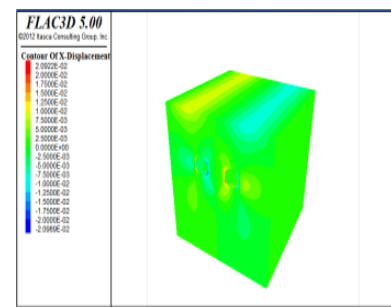 FLAC3D 5.00
©2012 Itasca Consulting Group, Inc.
Contour Of X-Displacement
2.0922E-02
2.0000E-02
1.7500E-02
1.5000E-02
1.2500E-02
1.0000E-02
7.5000E-03
5.0000E-03
2.5000E-03
0.0000E+00
-2.5000E-03
-5.0000E-03
-7.5000E-03
-1.0000E-02
-1.2500E-02
-1.5000E-02
-1.7500E-02
-2.0000E-02
-2.0989E-02